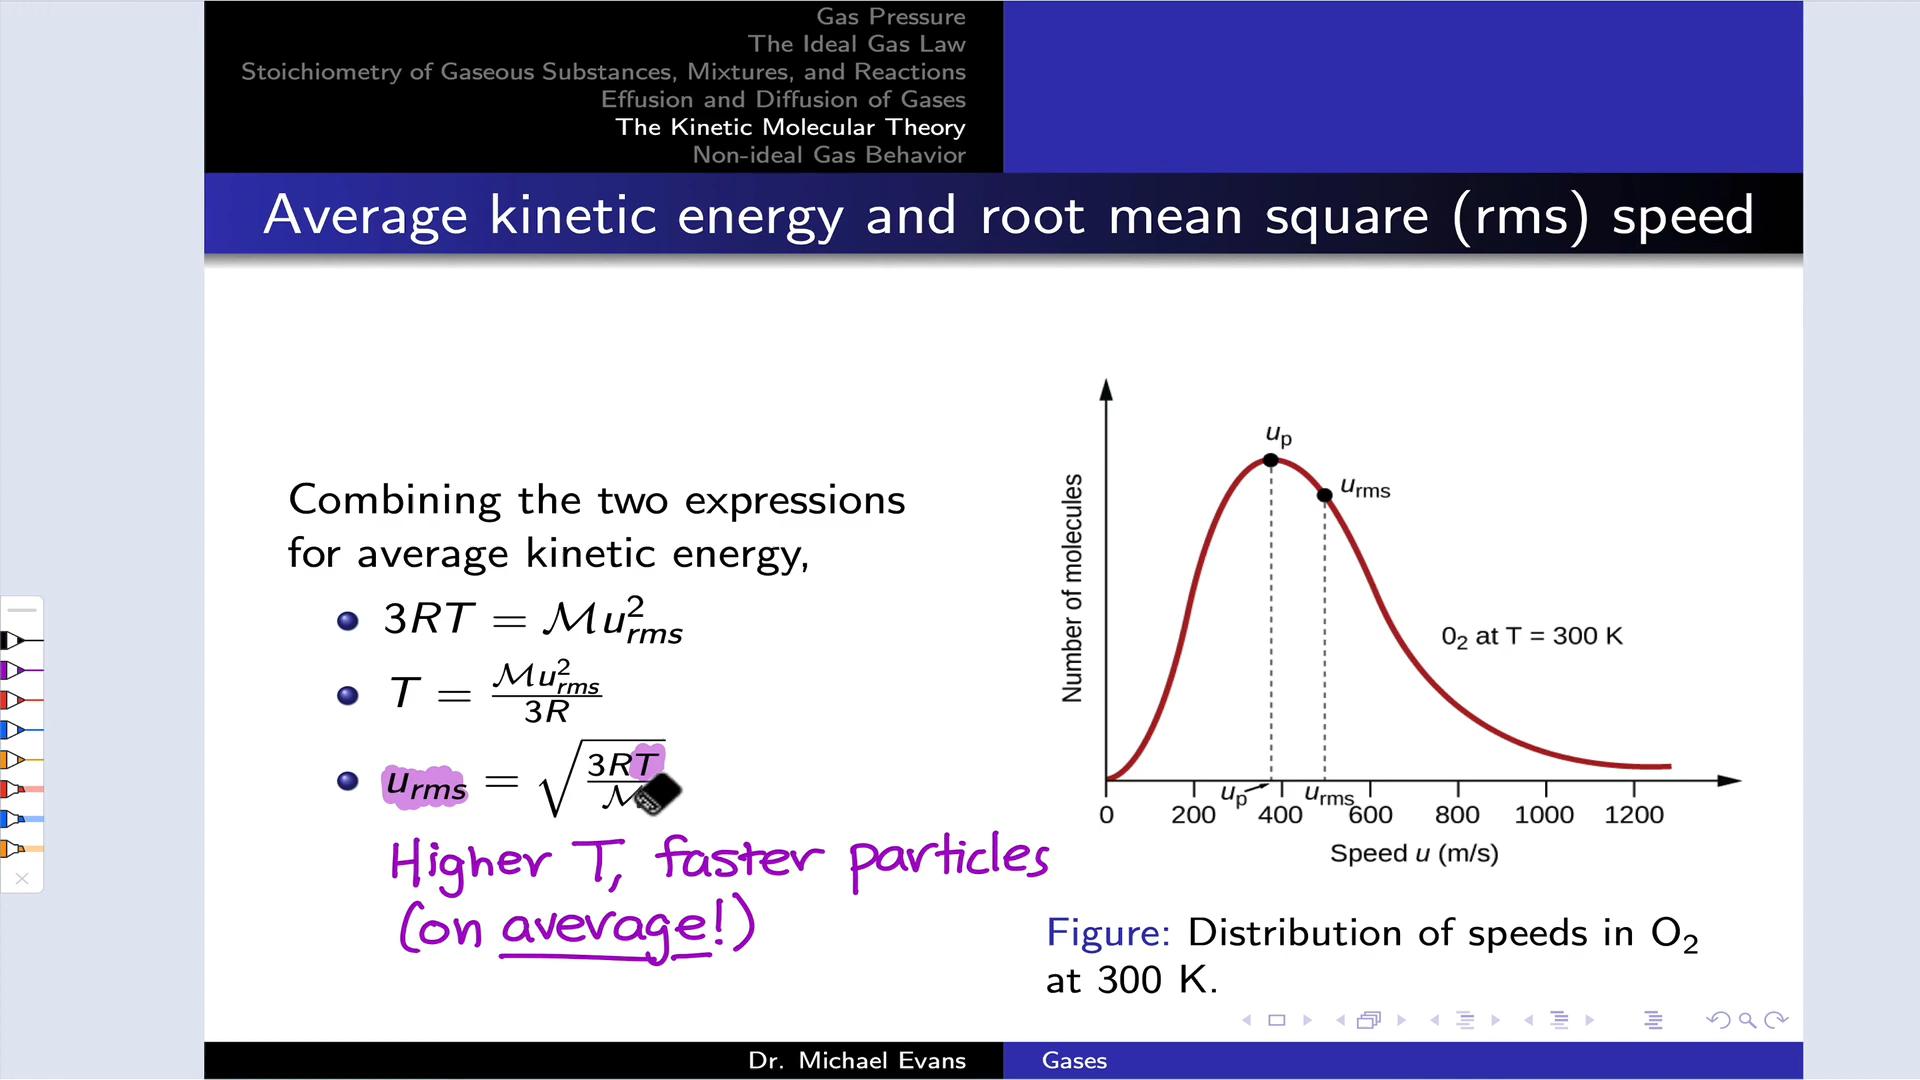 Gas Pressure
The Ideal Gas Law
Stoichiometry of Gaseous Substances, Mixtures, and Reactions
Effusion and Diffusion of Gases
The Kinetic Molecular Theory
Non-ideal Gas Behavior
Average kinetic energy and root mean square (rms) speed
Combining the two expressions
for average kinetic energy,
3RT = ℳu²ᵣₘₛ
T = ℳu²ᵣₘₛ / 3R
uᵣₘₛ = √(3RT / ℳ)
Higher T, faster particles
(on average!)
Number of molecules
uₚ
uᵣₘₛ
0₂ at T = 300 K
uₚ uᵣₘₛ
0 200 400 600 800 1000 1200
Speed u (m/s)
Figure: Distribution of speeds in O₂
at 300 K.
Dr. Michael Evans Gases